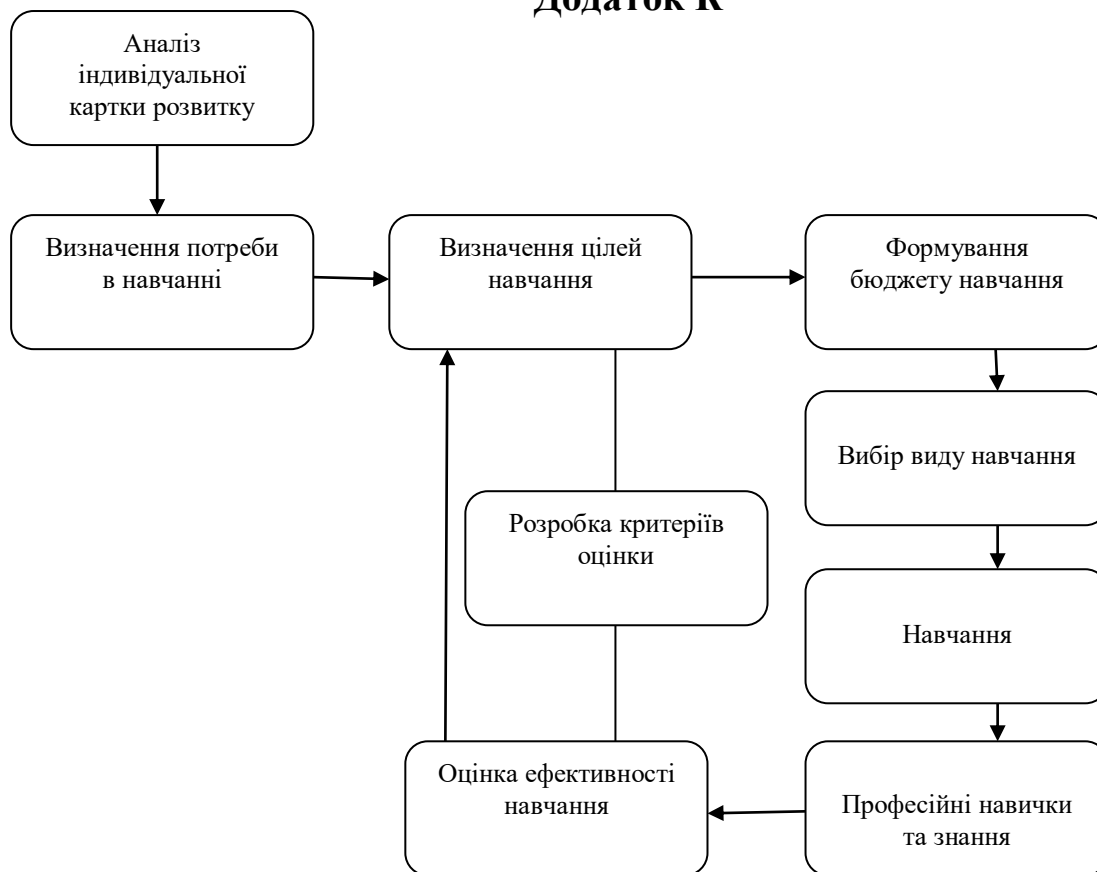 Додаток К
Аналіз
індивідуальної
картки розвитку
Визначення потреби
в навчанні
Визначення цілей
навчання
Формування
бюджету навчання
Вибір виду навчання
Розробка критеріїв
оцінки
Навчання
Оцінка ефективності
навчання
Професійні навички
та знання